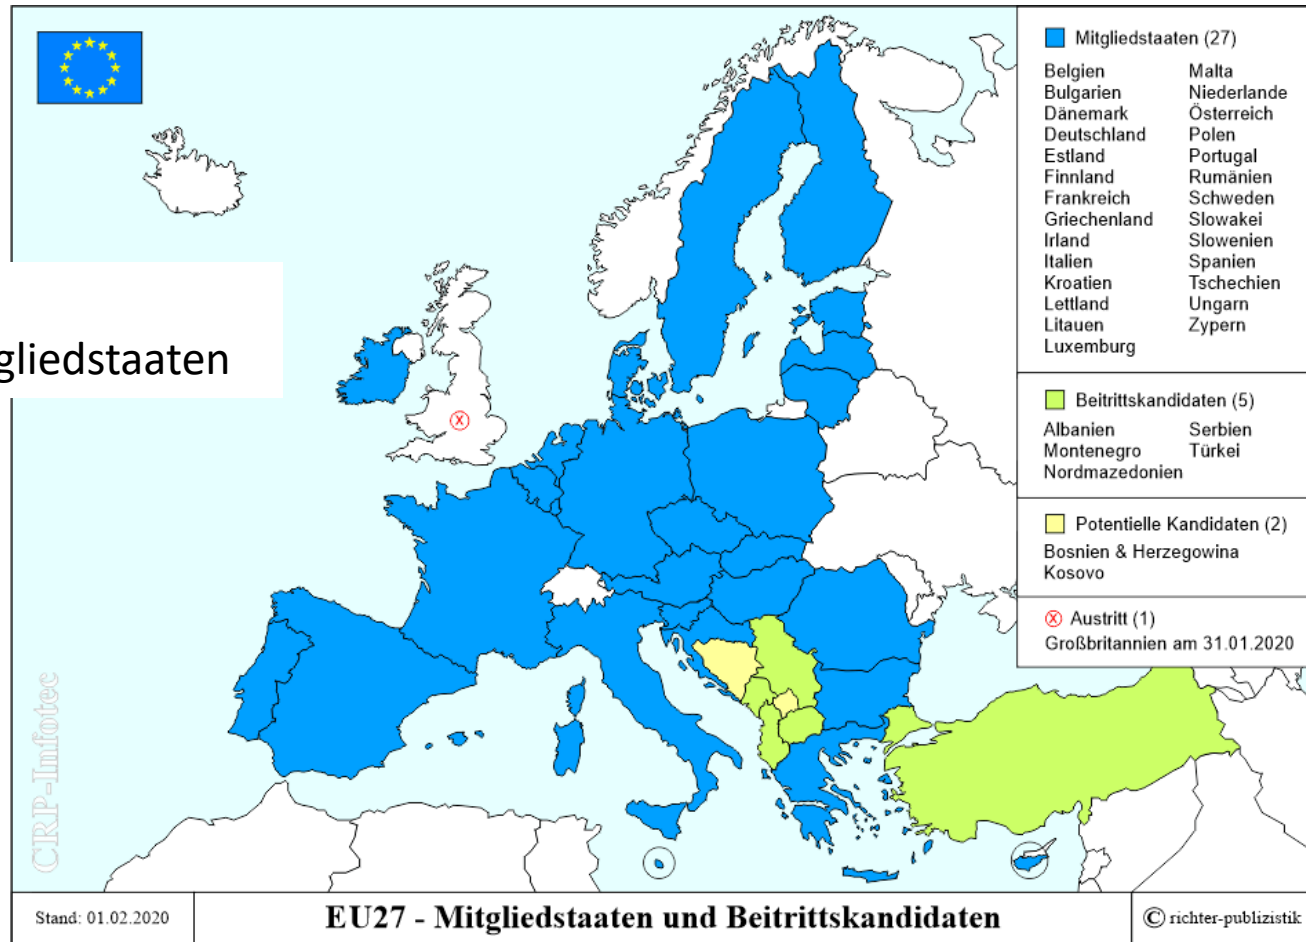 Mitgliedstaaten (27)
Belgien Malta
Bulgarien Niederlande
Dänemark Österreich
Deutschland Polen
Estland Portugal
Finnland Rumänien
Frankreich Schweden
Griechenland Slowakei
Irland Slowenien
Italien Spanien
Kroatien Tschechien
Lettland Ungarn
Litauen Zypern
Luxemburg
gliedstaaten
Beitrittskandidaten (5)
Albanien Serbien
Montenegro Türkei
Nordmazedonien
Potentielle Kandidaten (2)
Bosnien & Herzegowina
Kosovo
X
X Austritt (1)
Großbritannien am 31.01.2020
CRP-Infotec
Stand: 01.02.2020
EU27 - Mitgliedstaaten und Beitrittskandidaten
© richter-publizistik